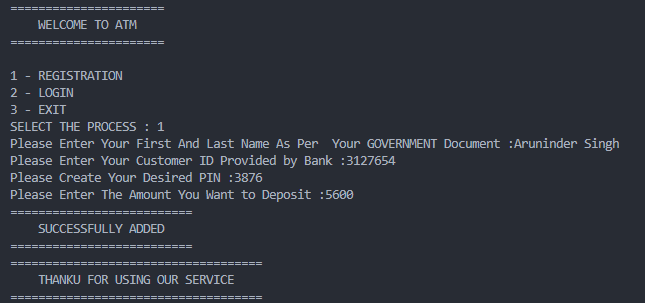 ======================
WELCOME TO ATM
======================
1 - REGISTRATION
2 - LOGIN
3 - EXIT
SELECT THE PROCESS : 1
Please Enter Your First And Last Name As Per  Your GOVERNMENT Document :Aruninder Singh
Please Enter Your Customer ID Provided by Bank :3127654
Please Create Your Desired PIN :3876
Please Enter The Amount You Want to Deposit :5600
==========================
SUCCESSFULLY ADDED
==========================
====================================
THANKU FOR USING OUR SERVICE
====================================